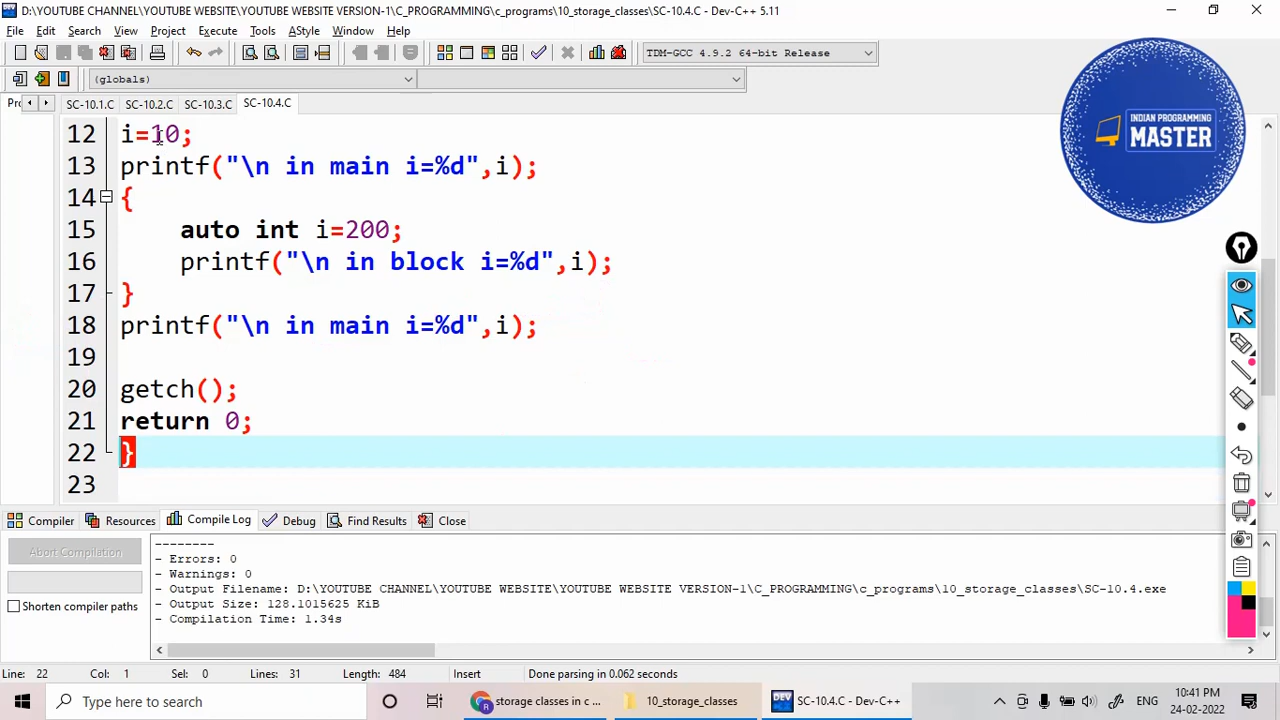 D:\YOUTUBE CHANNEL\YOUTUBE WEBSITE\YOUTUBE WEBSITE VERSION-1\C_PROGRAMMING\c_programs\10_storage_classes\SC-10.4.C - Dev-C++ 5.11
File Edit Search View Project Execute Tools AStyle Window Help
TDM-GCC 4.9.2 64-bit Release
(globals)
SC-10.1.C SC-10.2.C SC-10.3.C SC-10.4.C
INDIAN PROGRAMMING
MASTER
12 i=10;
13 printf("\n in main i=%d",i);
14 {
15 auto int i=200;
16 printf("\n in block i=%d",i);
17 }
18 printf("\n in main i=%d",i);
19
20 getch();
21 return 0;
22 }
23
Compiler Resources Compile Log Debug Find Results Close
Abort Compilation
Shorten compiler paths
--------
- Errors: 0
- Warnings: 0
- Output Filename: D:\YOUTUBE CHANNEL\YOUTUBE WEBSITE\YOUTUBE WEBSITE VERSION-1\C_PROGRAMMING\c_programs\10_storage_classes\SC-10.4.exe
- Output Size: 128.1015625 KiB
- Compilation Time: 1.34s
Line: 22 Col: 1 Sel: 0 Lines: 31 Length: 484 Insert Done parsing in 0.062 seconds
Type here to search
storage classes in c ...
10_storage_classes
SC-10.4.C - Dev-C++
10:41 PM
24-02-2022